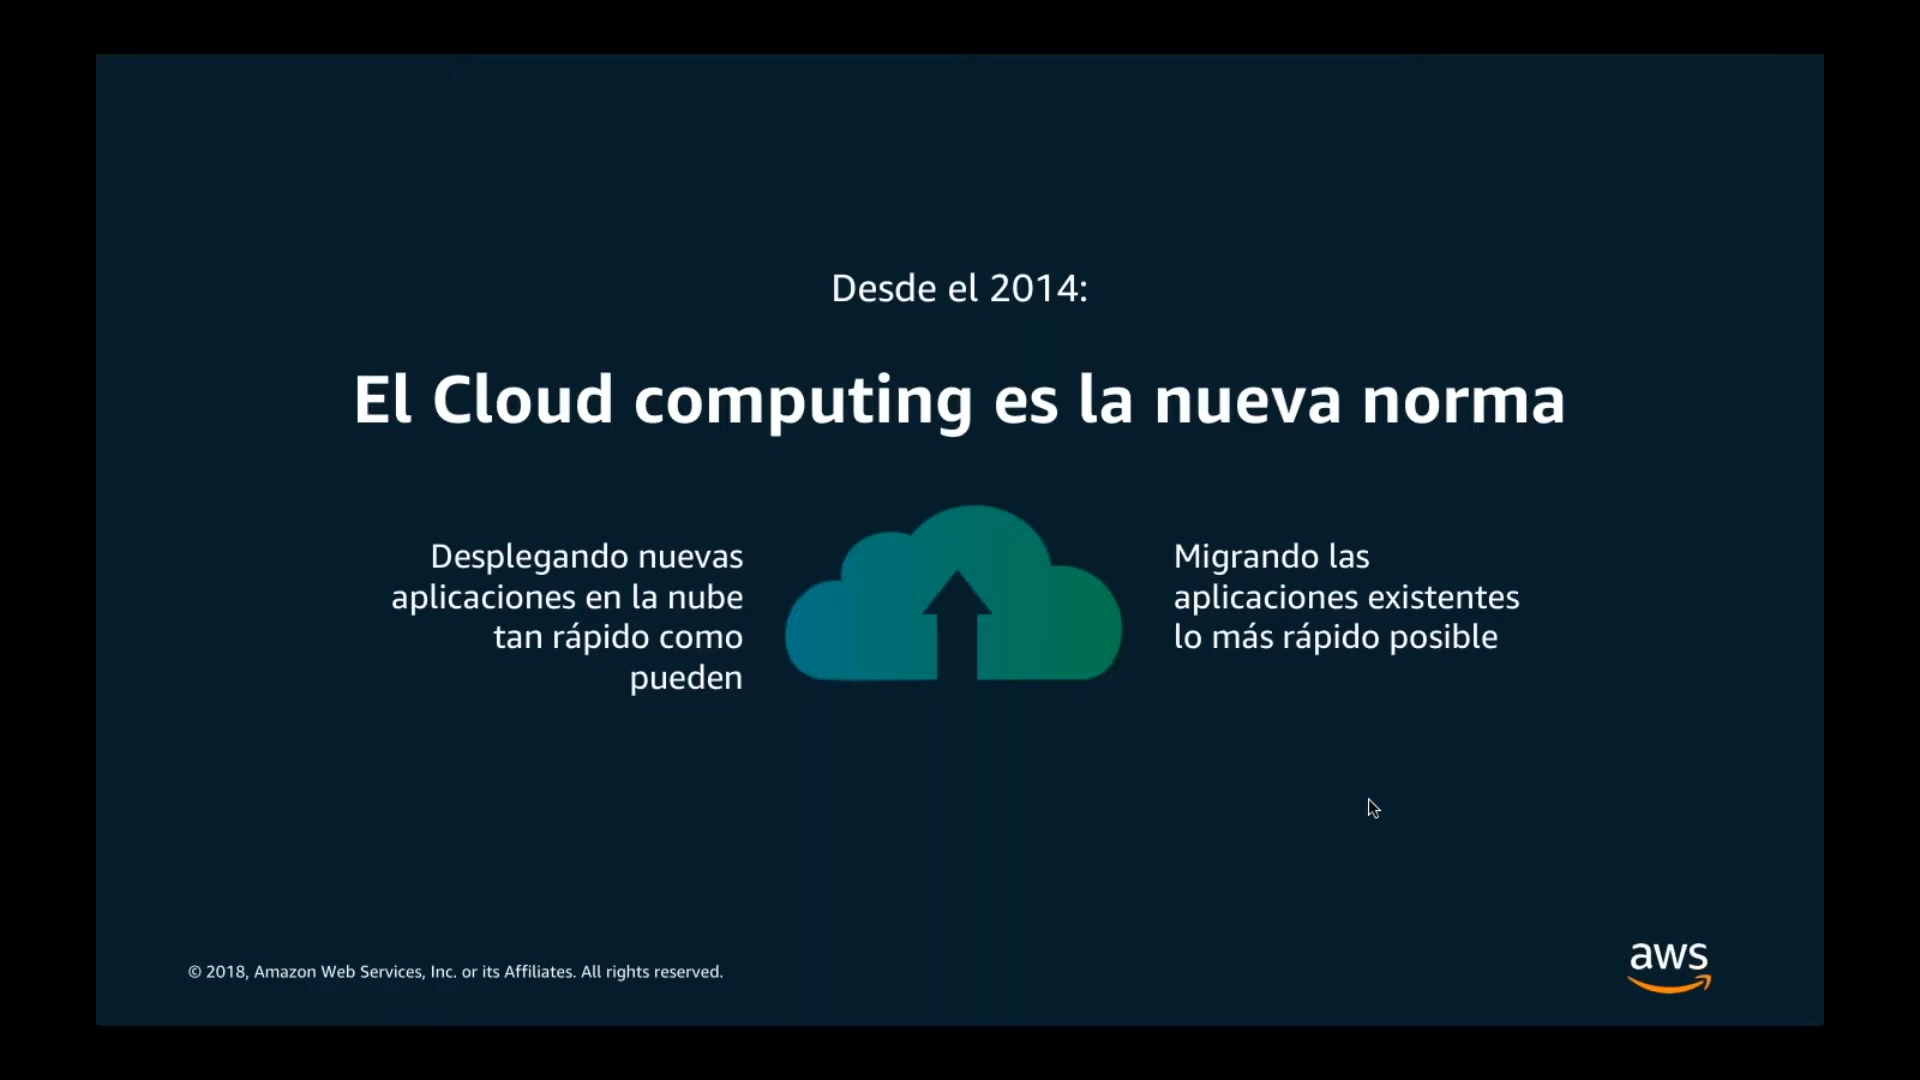 Desde el 2014:
El Cloud computing es la nueva norma
Desplegando nuevas
aplicaciones en la nube
tan rápido como
pueden
Migrando las
aplicaciones existentes
lo más rápido posible
© 2018, Amazon Web Services, Inc. or its Affiliates. All rights reserved.
aws